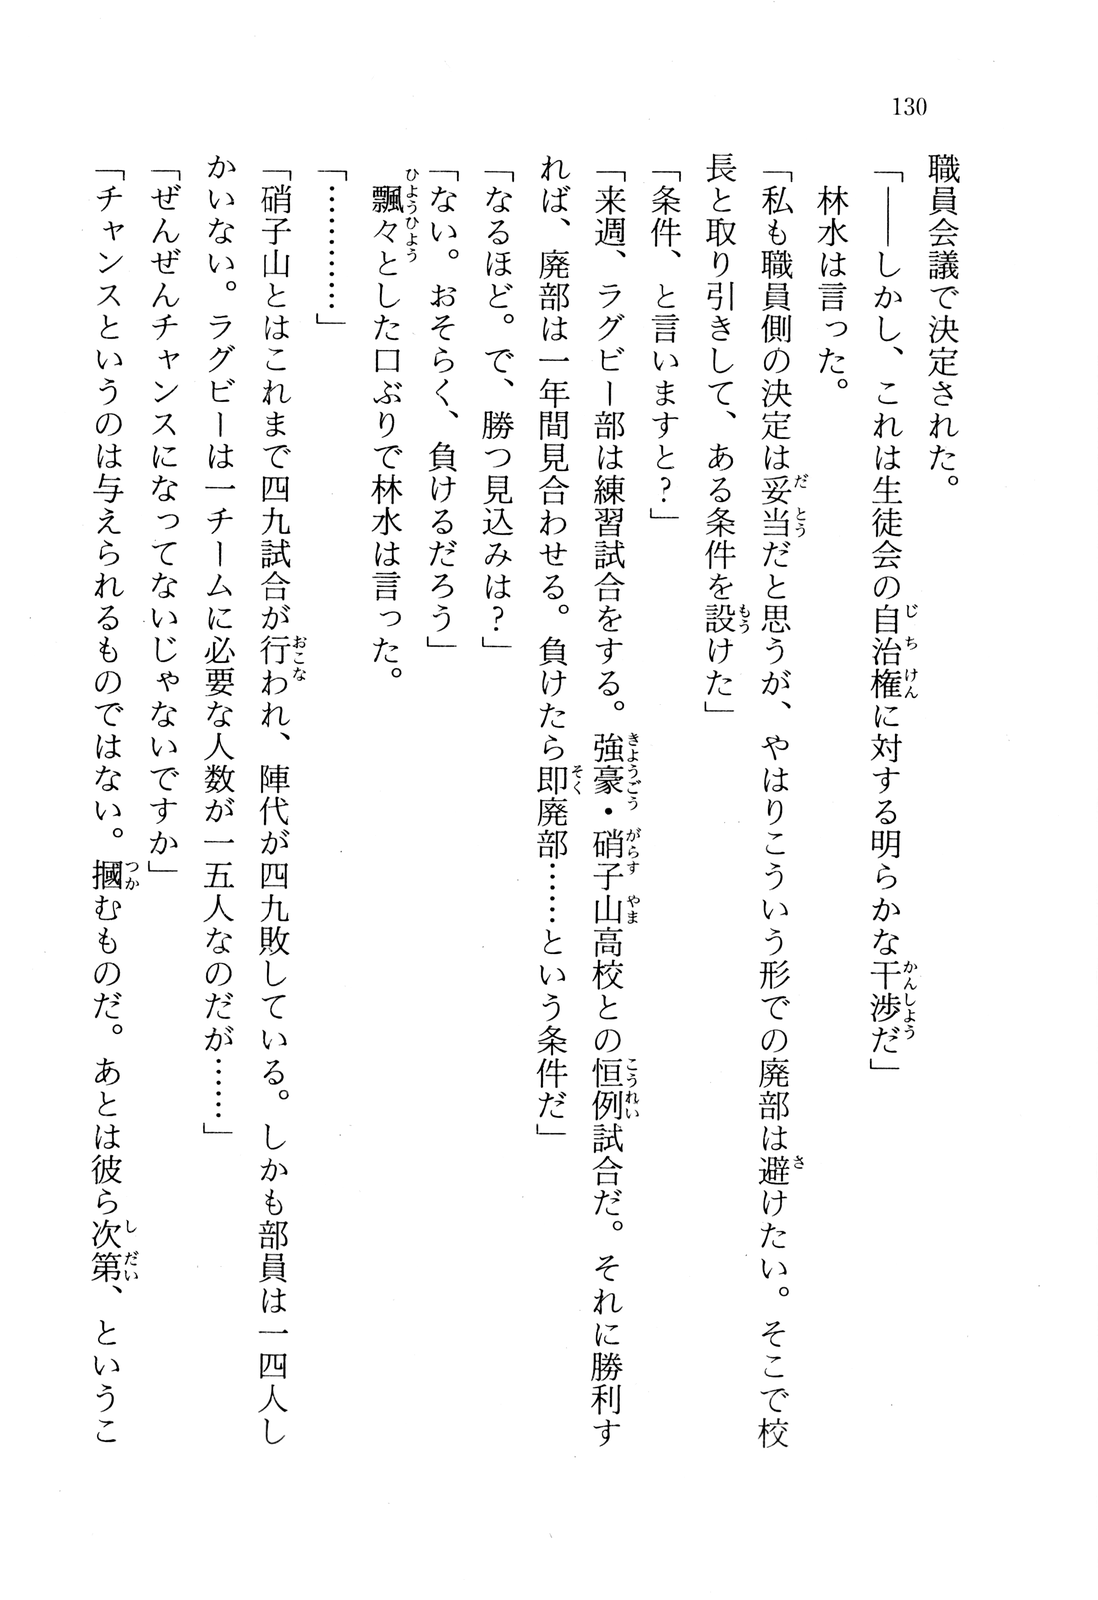 130
職員会議で決定された。
「――しかし、これは生徒会の自治権に対する明らかな干渉だ」
林水は言った。
「私も職員側の決定は妥当だと思うが、やはりこういう形での廃部は避けたい。そこで校
長と取り引きして、ある条件を設けた」
「条件、と言いますと?」
「来週、ラグビー部は練習試合をする。強豪・硝子山高校との恒例試合だ。それに勝利す
れば、廃部は一年間見合わせる。負けたら即廃部……という条件だ」
「なるほど。で、勝つ見込みは?」
「ない。おそらく、負けるだろう」
飄々とした口ぶりで林水は言った。
「…………」
「硝子山とはこれまで四九試合が行われ、陣代が四九敗している。しかも部員は一四人し
かいない。ラグビーは一チームに必要な人数が一五人なのだが……」
「ぜんぜんチャンスになってないじゃないですか」
「チャンスというのは与えられるものではない。摑むものだ。あとは彼ら次第、というこ